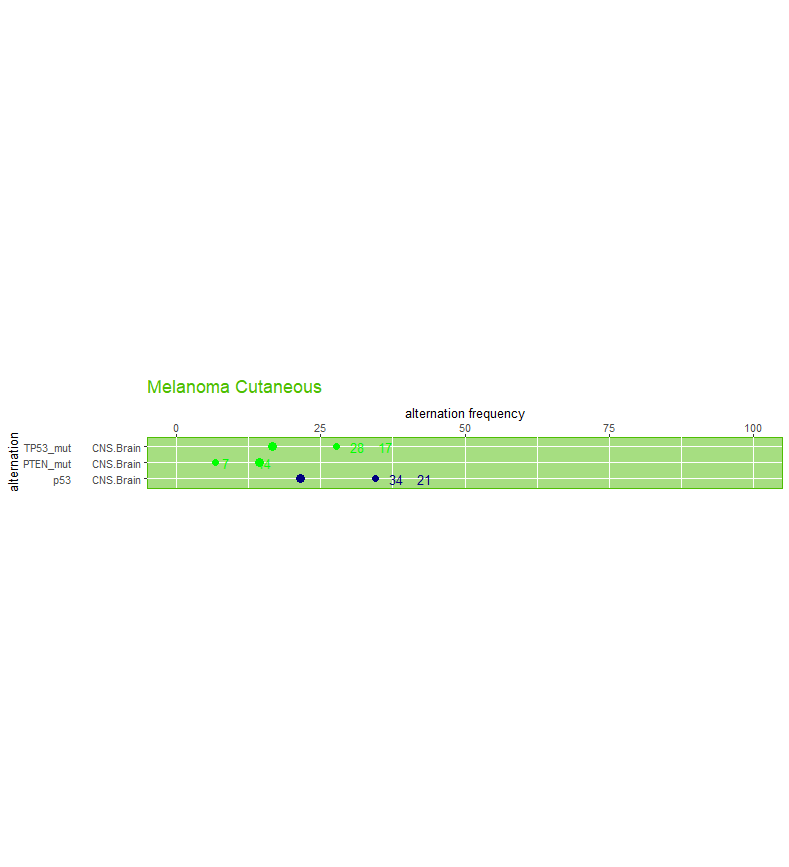 Melanoma Cutaneous
alternation frequency
0 25 50 75 100
alternation
TP53_mut CNS.Brain 28 17
PTEN_mut CNS.Brain 7 4
p53 CNS.Brain 34 21